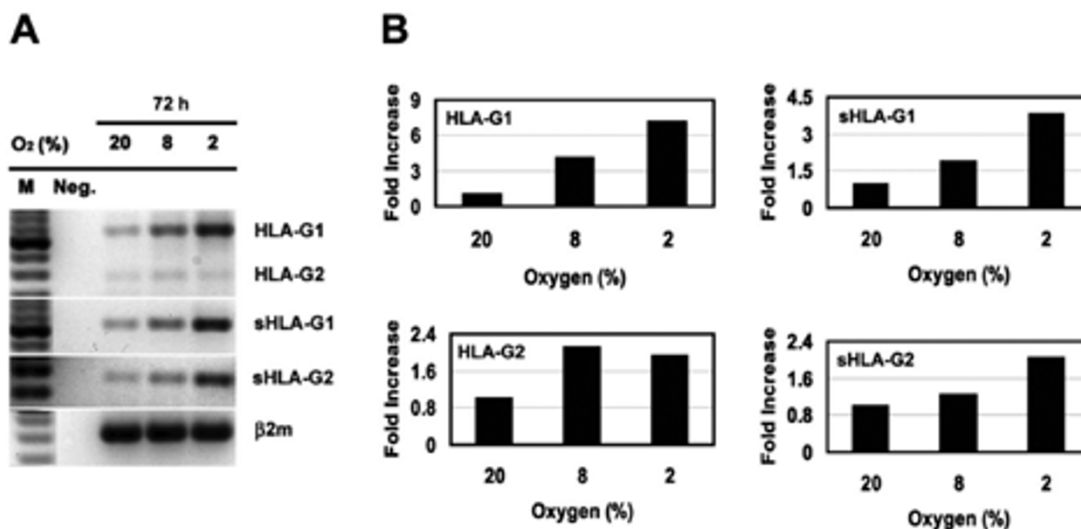 A
72 h
O₂ (%) 20 8 2
M Neg.
HLA-G1
HLA-G2
sHLA-G1
sHLA-G2
β2m
B
HLA-G1
Fold Increase
9
6
3
0
20 8 2
Oxygen (%)
sHLA-G1
Fold Increase
4.5
3
1.5
0
20 8 2
Oxygen (%)
HLA-G2
Fold Increase
2.4
1.6
0.8
0
20 8 2
Oxygen (%)
sHLA-G2
Fold Increase
2.4
1.6
0.8
0
20 8 2
Oxygen (%)